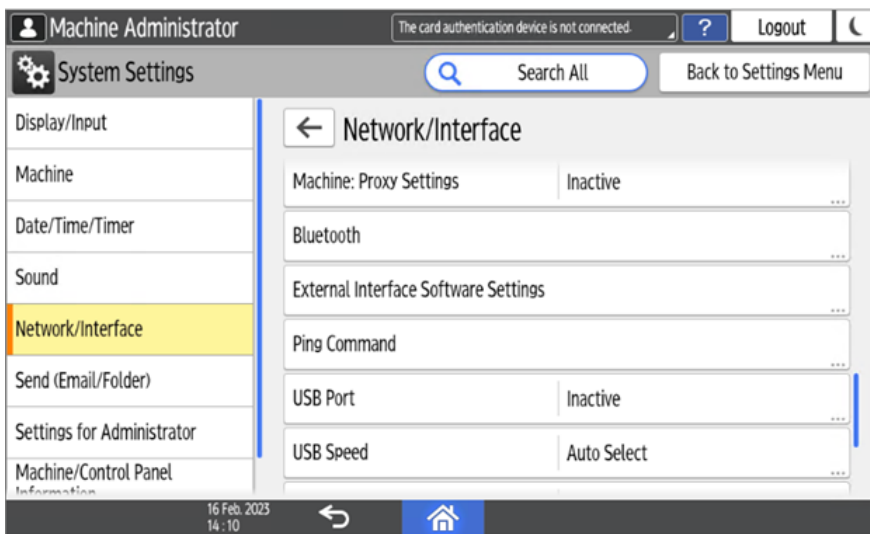 Machine Administrator
The card authentication device is not connected.
?
Logout
System Settings
Search All
Back to Settings Menu
Display/Input
Machine
Date/Time/Timer
Sound
Network/Interface
Send (Email/Folder)
Settings for Administrator
Machine/Control Panel
Information
Network/Interface
Machine: Proxy Settings Inactive
...
Bluetooth
...
External Interface Software Settings
...
Ping Command
...
USB Port Inactive
...
USB Speed Auto Select
...
16 Feb. 2023
14 : 10